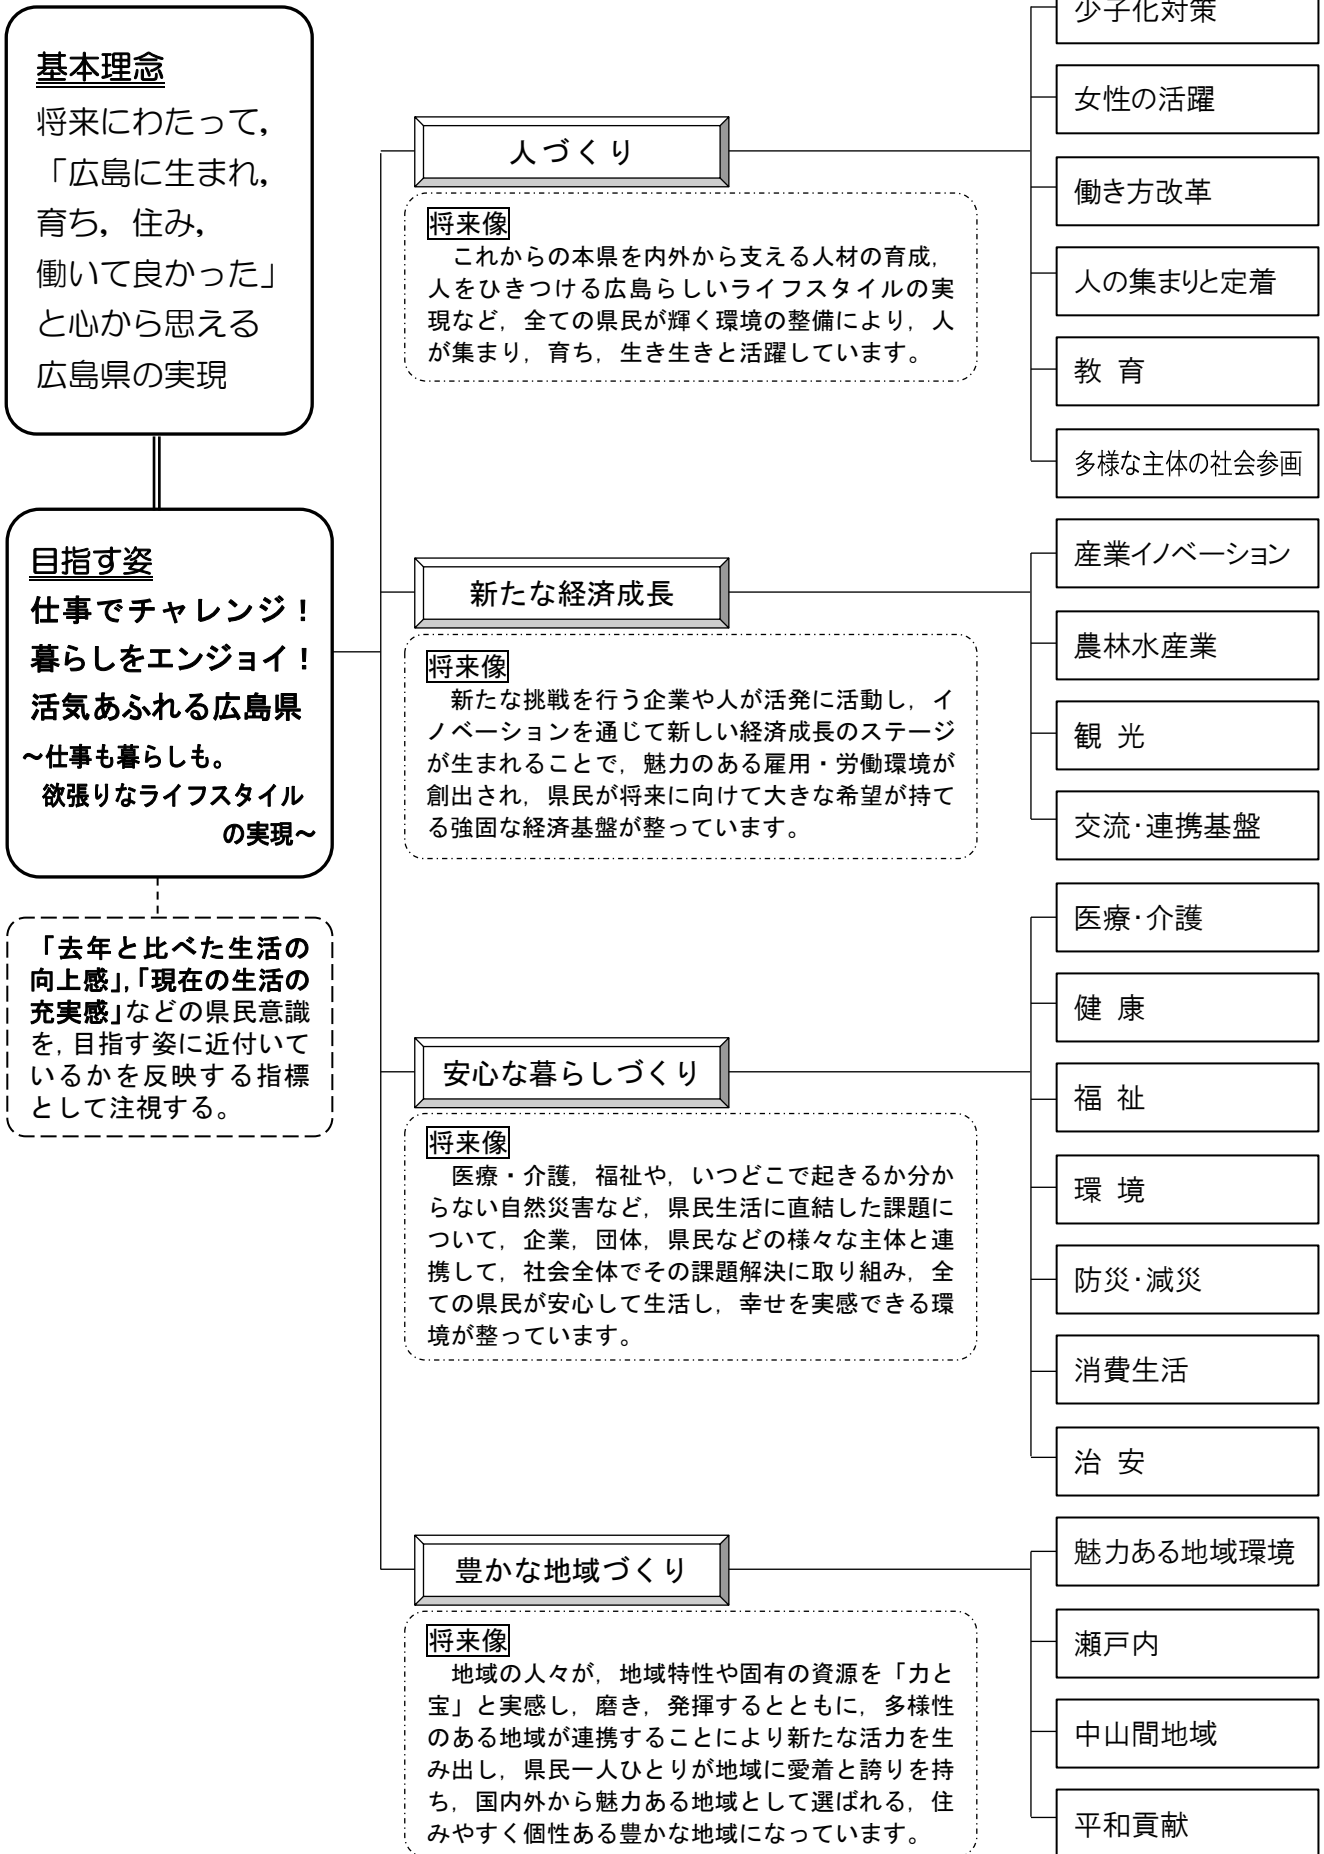 基本理念
将来にわたって，
「広島に生まれ，
育ち，住み，
働いて良かった」
と心から思える
広島県の実現
目指す姿
仕事でチャレンジ！
暮らしをエンジョイ！
活気あふれる広島県
～仕事も暮らしも。
欲張りなライフスタイル
の実現～
「去年と比べた生活の
向上感」，「現在の生活の
充実感」などの県民意識
を，目指す姿に近付いて
いるかを反映する指標
として注視する。
人づくり
将来像
これからの本県を内外から支える人材の育成，
人をひきつける広島らしいライフスタイルの実
現など，全ての県民が輝く環境の整備により，人
が集まり，育ち，生き生きと活躍しています。
少子化対策
女性の活躍
働き方改革
人の集まりと定着
教 育
多様な主体の社会参画
新たな経済成長
将来像
新たな挑戦を行う企業や人が活発に活動し，イ
ノベーションを通じて新しい経済成長のステージ
が生まれることで，魅力のある雇用・労働環境が
創出され，県民が将来に向けて大きな希望が持て
る強固な経済基盤が整っています。
産業イノベーション
農林水産業
観 光
交流・連携基盤
安心な暮らしづくり
将来像
医療・介護，福祉や，いつどこで起きるか分か
らない自然災害など，県民生活に直結した課題に
ついて，企業，団体，県民などの様々な主体と連
携して，社会全体でその課題解決に取り組み，全
ての県民が安心して生活し，幸せを実感できる環
境が整っています。
医療・介護
健 康
福 祉
環 境
防災・減災
消費生活
治 安
豊かな地域づくり
将来像
地域の人々が，地域特性や固有の資源を「力と
宝」と実感し，磨き，発揮するとともに，多様性
のある地域が連携することにより新たな活力を生
み出し，県民一人ひとりが地域に愛着と誇りを持
ち，国内外から魅力ある地域として選ばれる，住
みやすく個性ある豊かな地域になっています。
魅力ある地域環境
瀬戸内
中山間地域
平和貢献